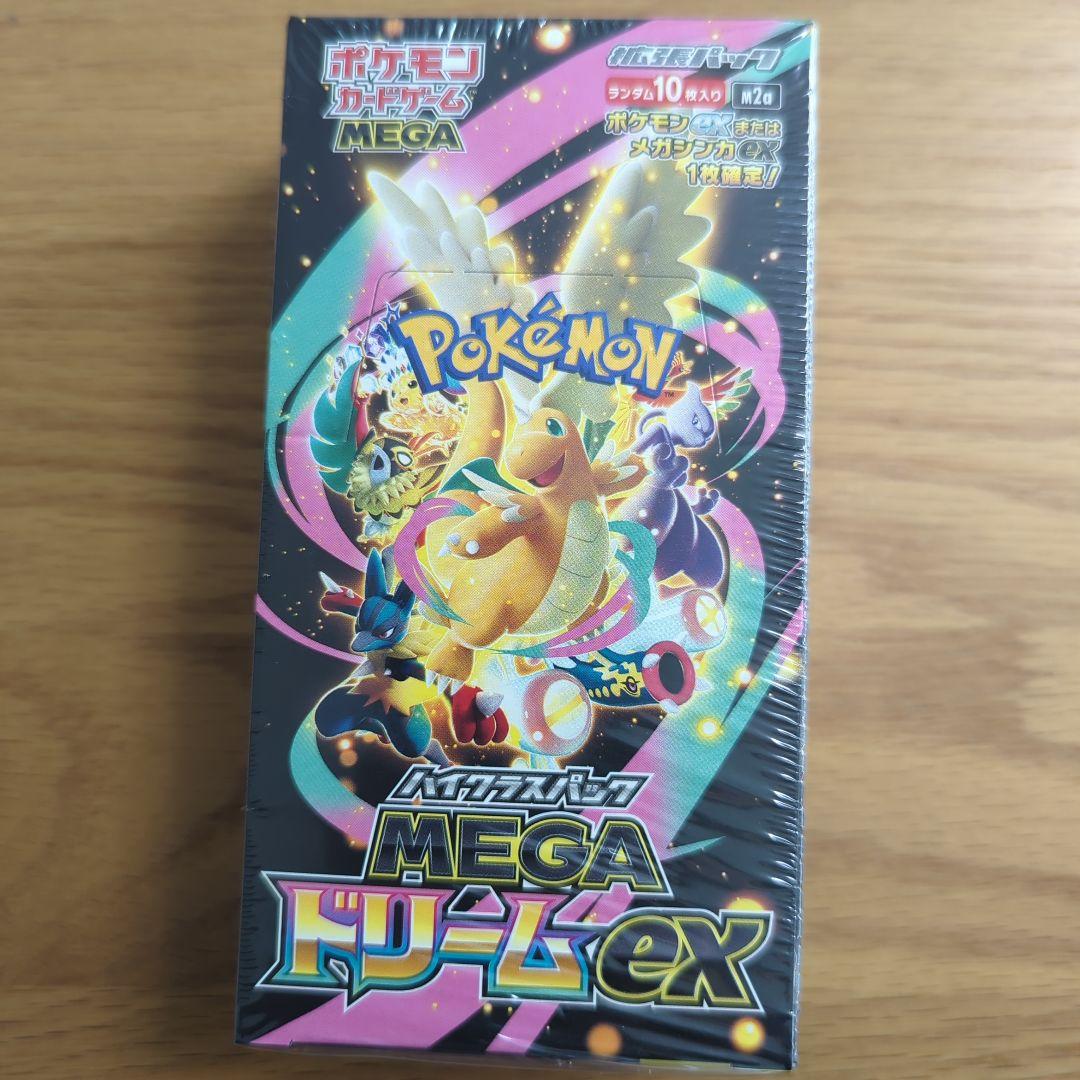 ポケモン
カードゲーム
MEGA
拡張パック
ランダム10枚入り M2a
ポケモンexまたは
メガシンカex
1枚確定!
POKéMON
TM
ハイクラスパック
MEGA
ドリームex